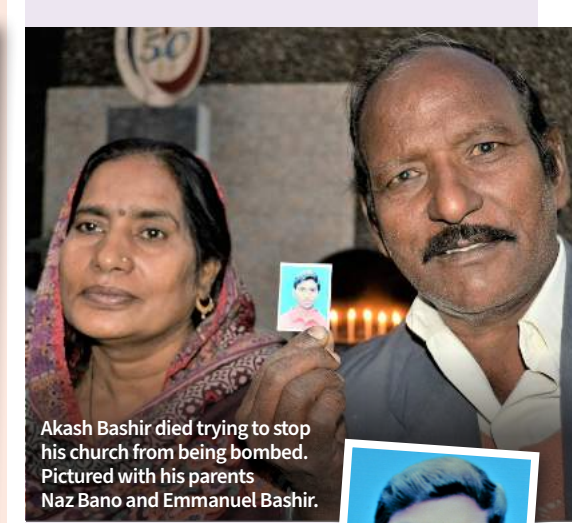 50
Akash Bashir died trying to stop
his church from being bombed.
Pictured with his parents
Naz Bano and Emmanuel Bashir.